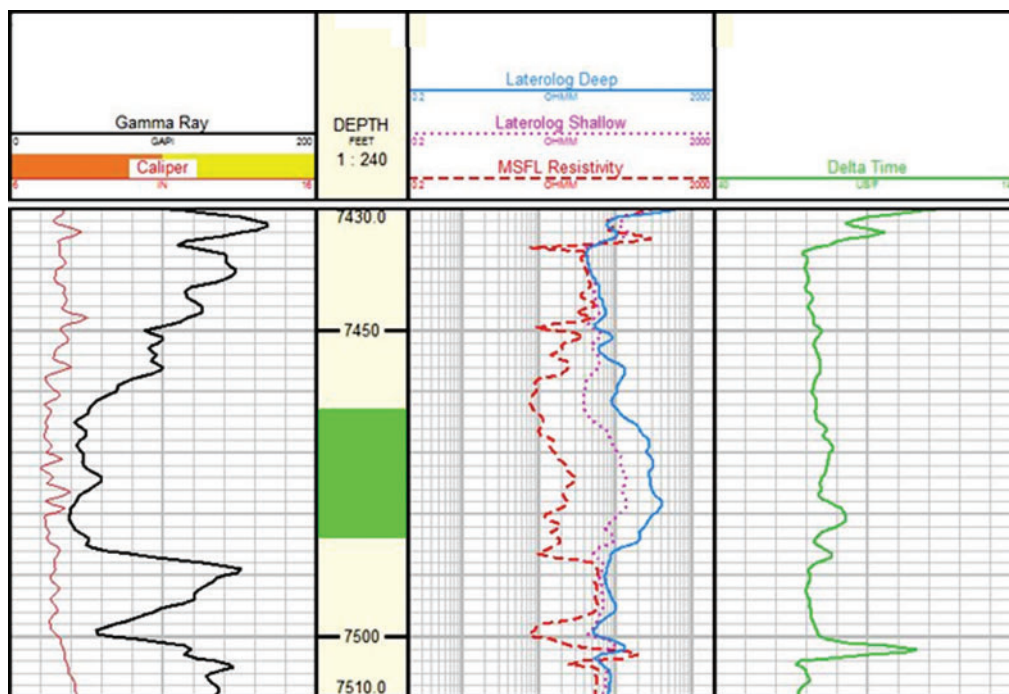 Gamma Ray
0 GAPI 200
Caliper
6 IN 16
DEPTH
FEET
1 : 240
Laterolog Deep
0.2 OHMM 2000
Laterolog Shallow
0.2 OHMM 2000
MSFL Resistivity
0.2 OHMM 2000
Delta Time
40 US/F
7430.0
7450
7500
7510.0